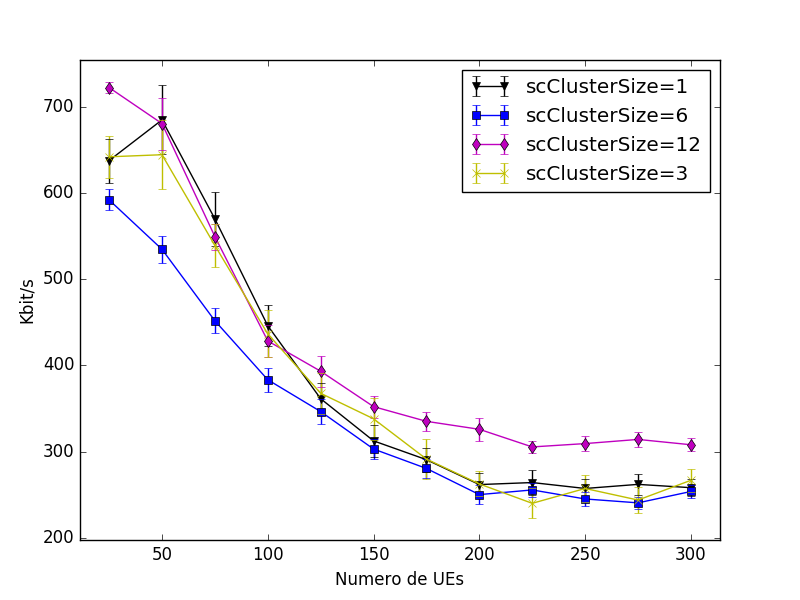 scClusterSize=1
scClusterSize=6
scClusterSize=12
scClusterSize=3
Kbit/s
700
600
500
400
300
200
50 100 150 200 250 300
Numero de UEs